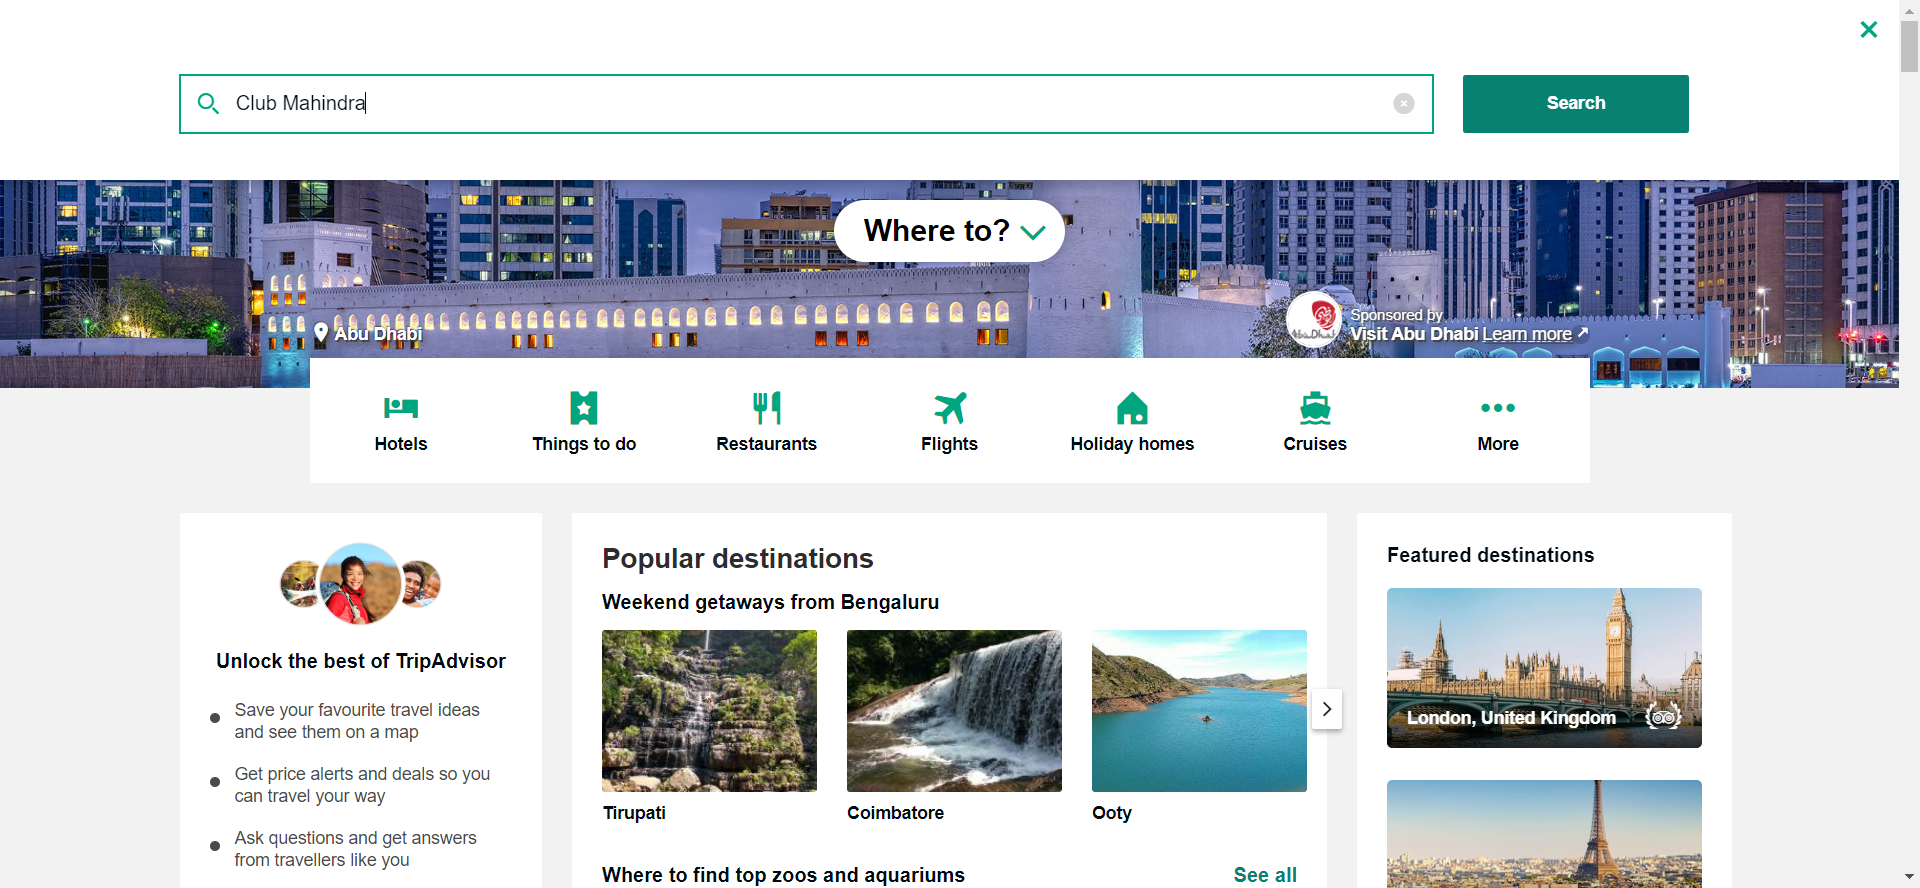 Club Mahindra
Search
Where to?
Abu Dhabi
Sponsored by
Visit Abu Dhabi Learn more
Hotels
Things to do
Restaurants
Flights
Holiday homes
Cruises
More
Unlock the best of TripAdvisor
Save your favourite travel ideas
and see them on a map
Get price alerts and deals so you
can travel your way
Ask questions and get answers
from travellers like you
Popular destinations
Weekend getaways from Bengaluru
Tirupati
Coimbatore
Ooty
Where to find top zoos and aquariums
See all
Featured destinations
London, United Kingdom